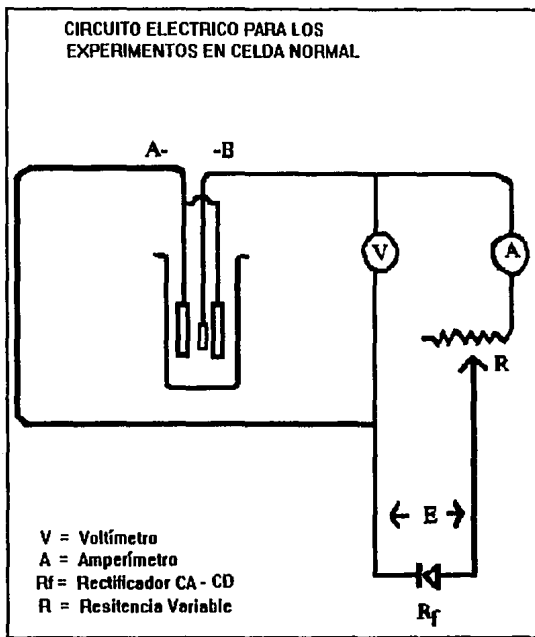 CIRCUITO ELECTRICO PARA LOS
EXPERIMENTOS EN CELDA NORMAL
A- -B
V A
R
E
V = Voltímetro
A = Amperímetro
Rf = Rectificador CA - CD
R = Resitencia Variable
Rf